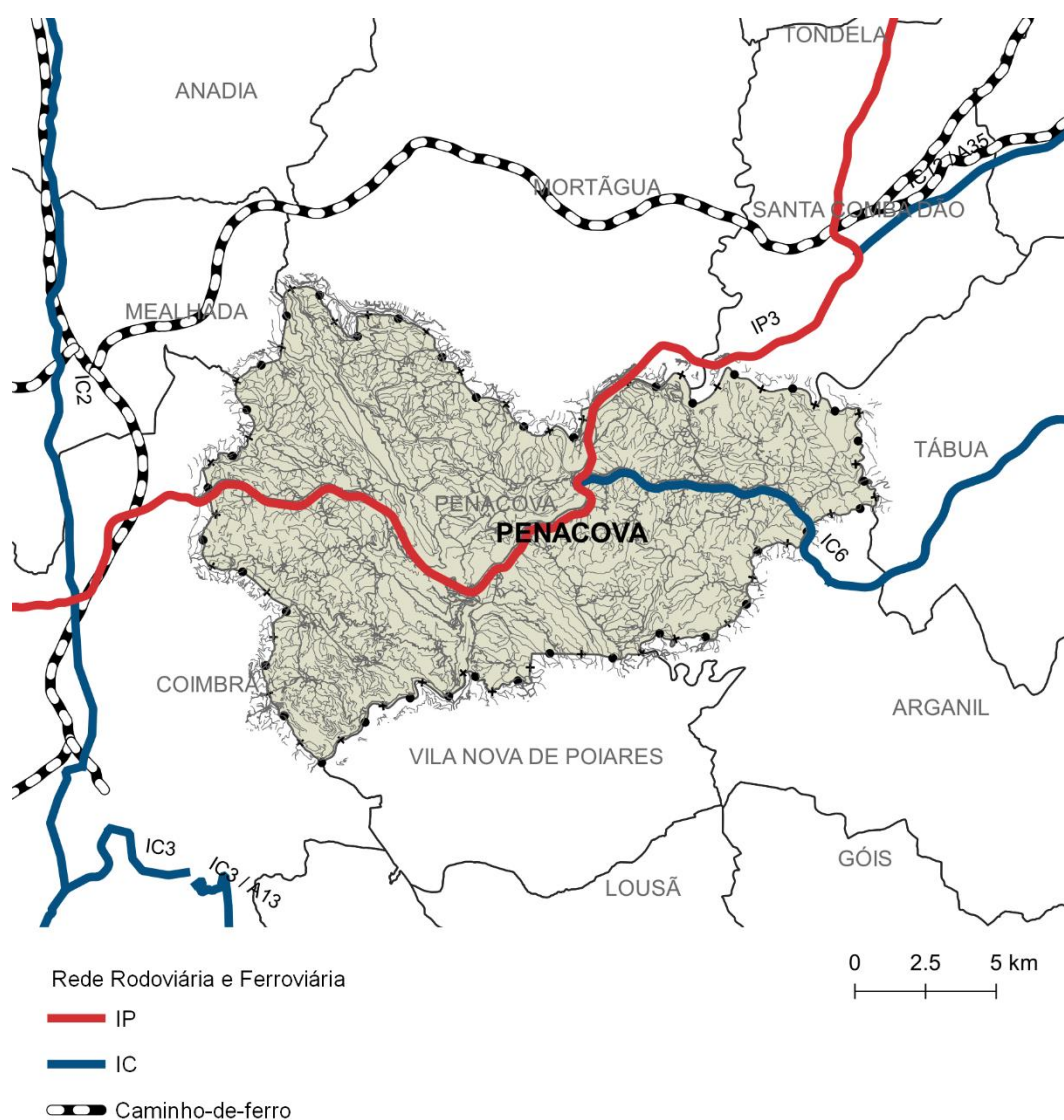 TONDELA
ANADIA
IC12 / A35
MORTÃGUA
SANTA COMBA DÃO
MEALHADA
IP3
IC2
TÁBUA
PENACOVA
PENACOVA
IC6
COIMBRA
ARGANIL
VILA NOVA DE POIARES
IC3
IC3 / A13
GÓIS
LOUSÃ
Rede Rodoviária e Ferroviária
0 2.5 5 km
IP
IC
Caminho-de-ferro